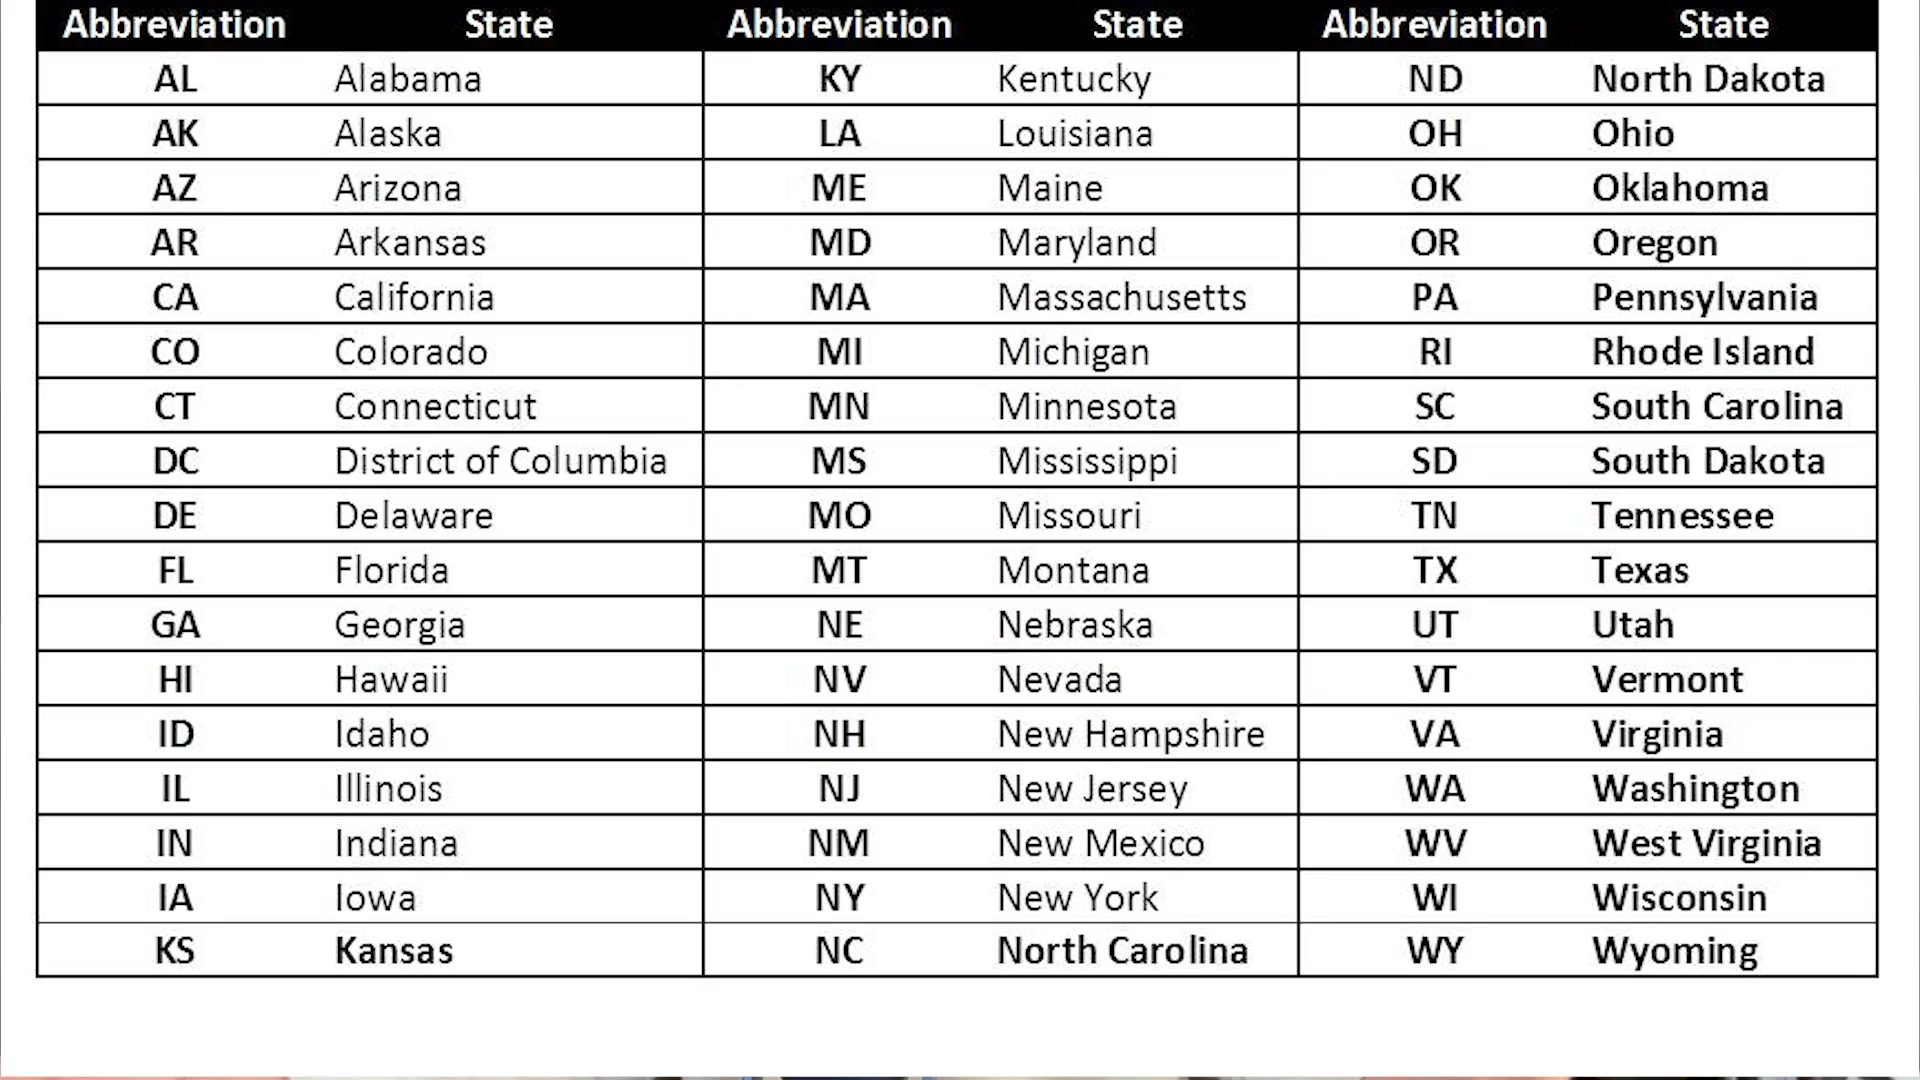 Abbreviation State Abbreviation State Abbreviation State
AL Alabama KY Kentucky ND North Dakota
AK Alaska LA Louisiana OH Ohio
AZ Arizona ME Maine OK Oklahoma
AR Arkansas MD Maryland OR Oregon
CA California MA Massachusetts PA Pennsylvania
CO Colorado MI Michigan RI Rhode Island
CT Connecticut MN Minnesota SC South Carolina
DC District of Columbia MS Mississippi SD South Dakota
DE Delaware MO Missouri TN Tennessee
FL Florida MT Montana TX Texas
GA Georgia NE Nebraska UT Utah
HI Hawaii NV Nevada VT Vermont
ID Idaho NH New Hampshire VA Virginia
IL Illinois NJ New Jersey WA Washington
IN Indiana NM New Mexico WV West Virginia
IA Iowa NY New York WI Wisconsin
KS Kansas NC North Carolina WY Wyoming